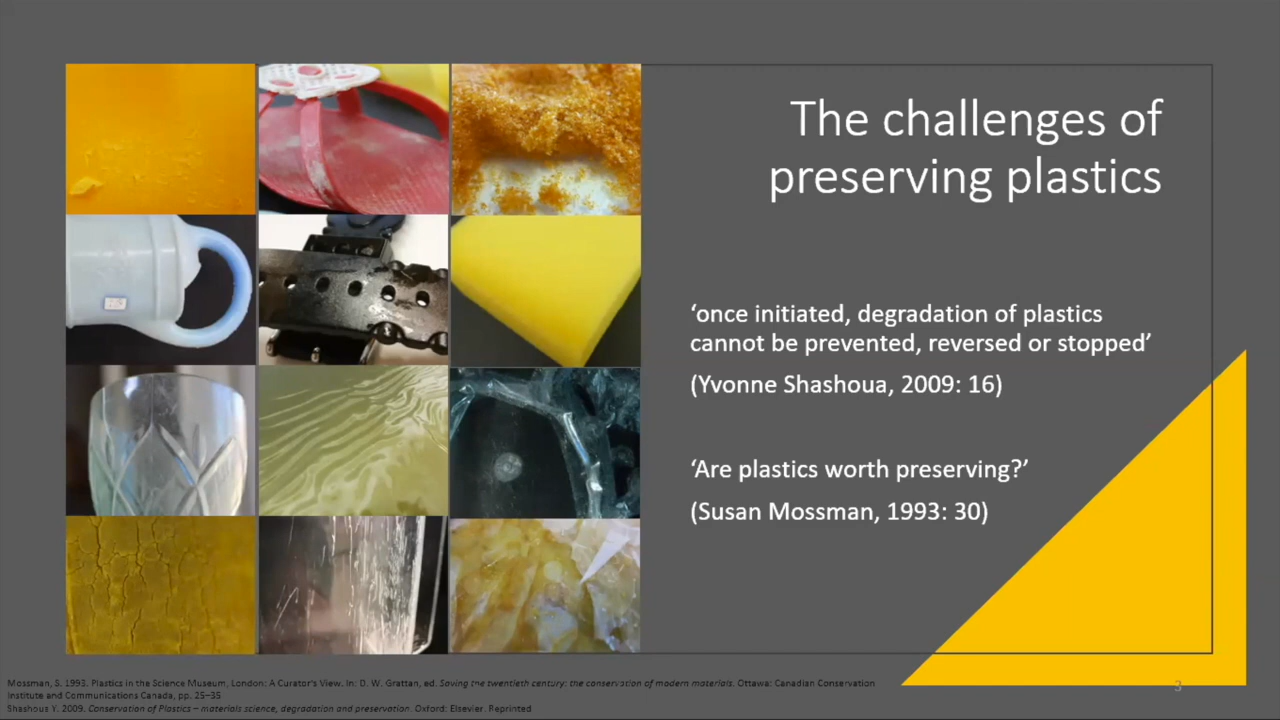 The challenges of
preserving plastics
‘once initiated, degradation of plastics
cannot be prevented, reversed or stopped’
(Yvonne Shashoua, 2009: 16)
‘Are plastics worth preserving?’
(Susan Mossman, 1993: 30)
Mossman, S. 1993. Plastics in the Science Museum, London: A Curator's View. In: D. W. Grattan, ed. Saving the twentieth century: the conservation of modern materials. Ottawa: Canadian Conservation
Institute and Communications Canada, pp. 25–35
Shashoua Y. 2009. Conservation of Plastics – materials science, degradation and preservation. Oxford: Elsevier. Reprinted
3